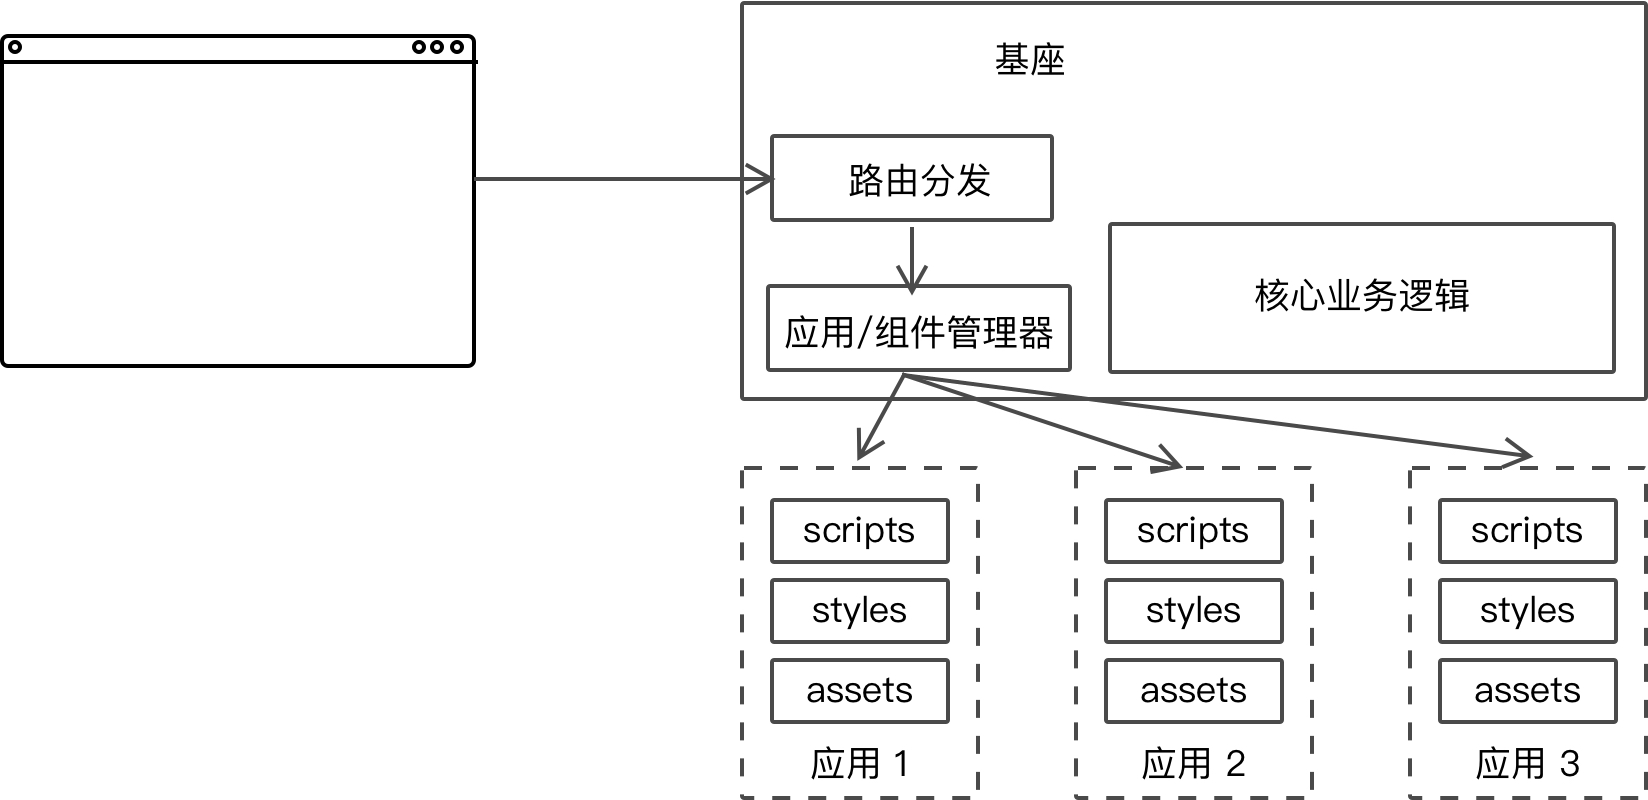 基座
路由分发
应用/组件管理器
核心业务逻辑
scripts
styles
assets
应用 1
scripts
styles
assets
应用 2
scripts
styles
assets
应用 3